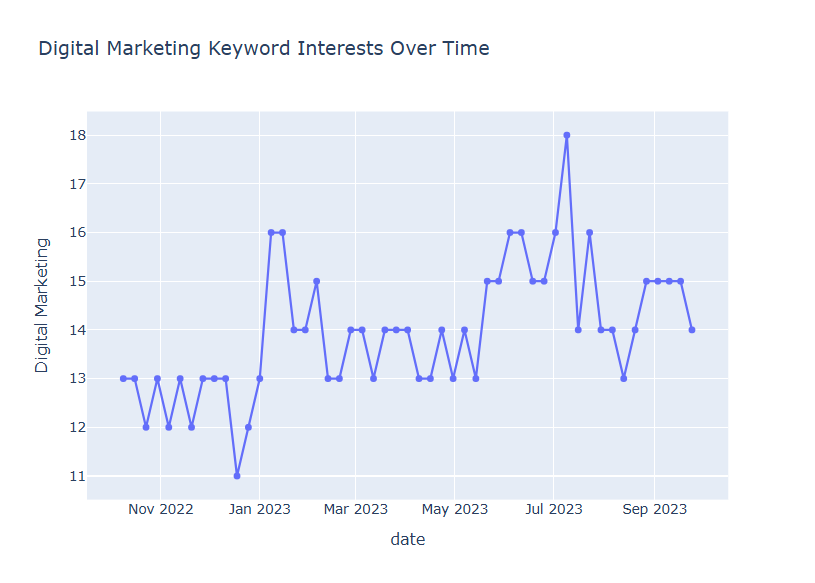 Digital Marketing Keyword Interests Over Time
Digital Marketing
18
17
16
15
14
13
12
11
Nov 2022 Jan 2023 Mar 2023 May 2023 Jul 2023 Sep 2023
date